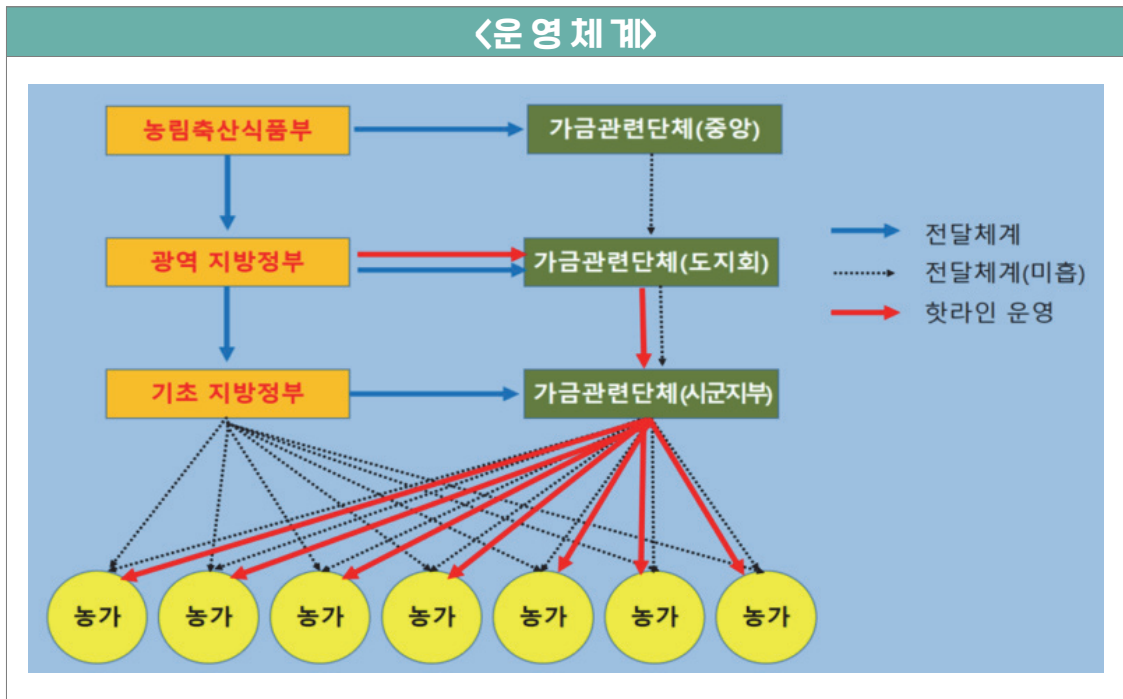 <운영체계>
농림축산식품부
가금관련단체(중앙)
광역 지방정부
가금관련단체(도지회)
전달체계
전달체계(미흡)
핫라인 운영
기초 지방정부
가금관련단체(시군지부)
농가
농가
농가
농가
농가
농가
농가